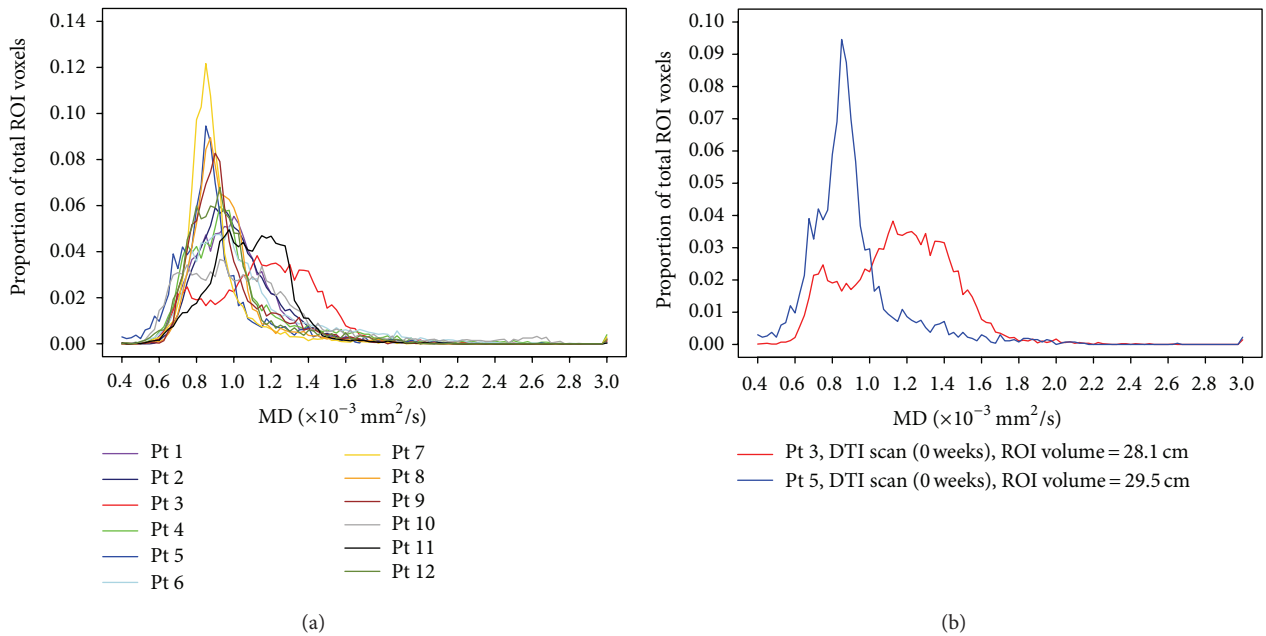 0.14
0.12
0.10
0.08
0.06
0.04
0.02
0.00
Proportion of total ROI voxels
0.4 0.6 0.8 1.0 1.2 1.4 1.6 1.8 2.0 2.2 2.4 2.6 2.8 3.0
MD (×10⁻³ mm²/s)
Pt 1
Pt 2
Pt 3
Pt 4
Pt 5
Pt 6
Pt 7
Pt 8
Pt 9
Pt 10
Pt 11
Pt 12
(a)
0.10
0.09
0.08
0.07
0.06
0.05
0.04
0.03
0.02
0.01
0.00
Proportion of total ROI voxels
0.4 0.6 0.8 1.0 1.2 1.4 1.6 1.8 2.0 2.2 2.4 2.6 2.8 3.0
MD (×10⁻³ mm²/s)
Pt 3, DTI scan (0 weeks), ROI volume = 28.1 cm
Pt 5, DTI scan (0 weeks), ROI volume = 29.5 cm
(b)